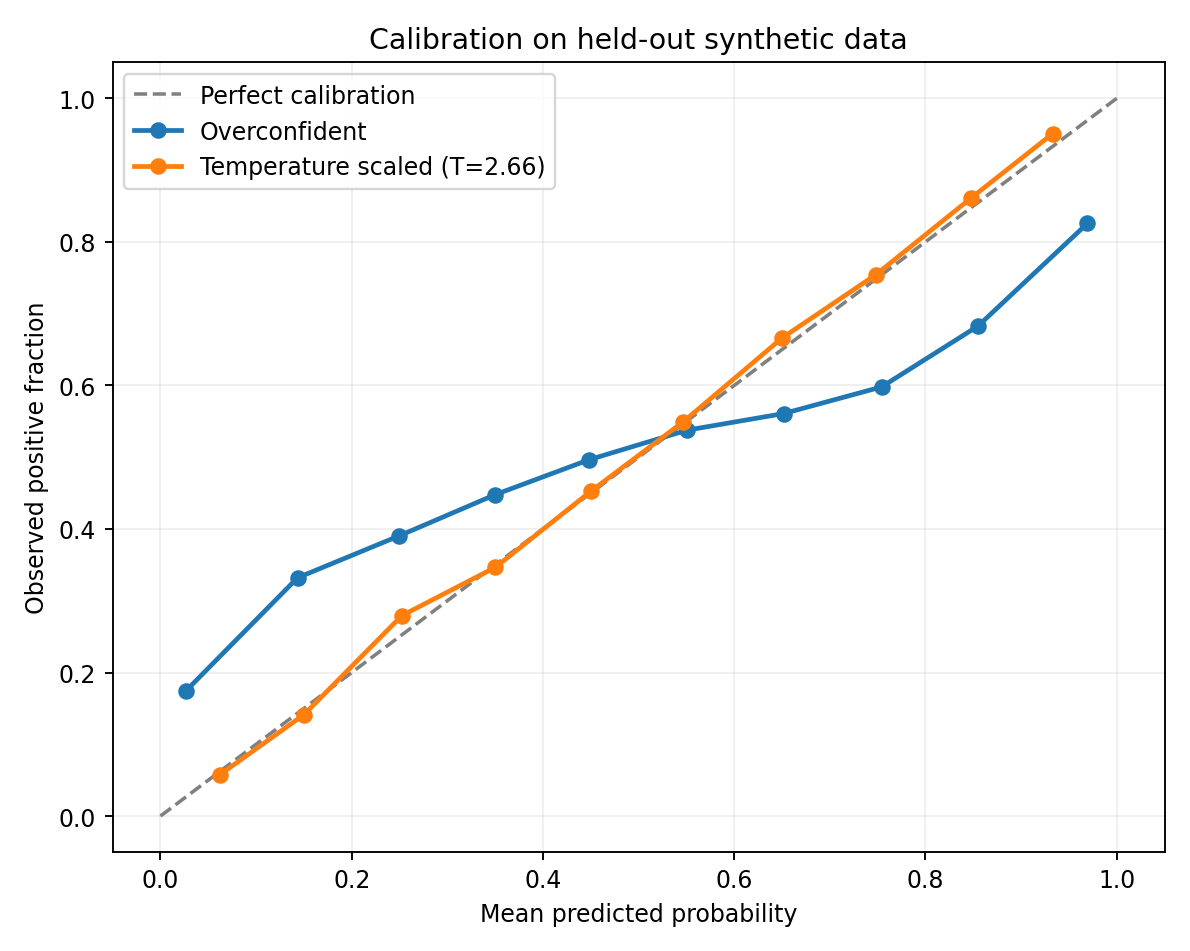 Calibration on held-out synthetic data
Perfect calibration
Overconfident
Temperature scaled (T=2.66)
Observed positive fraction
1.0
0.8
0.6
0.4
0.2
0.0
0.0 0.2 0.4 0.6 0.8 1.0
Mean predicted probability